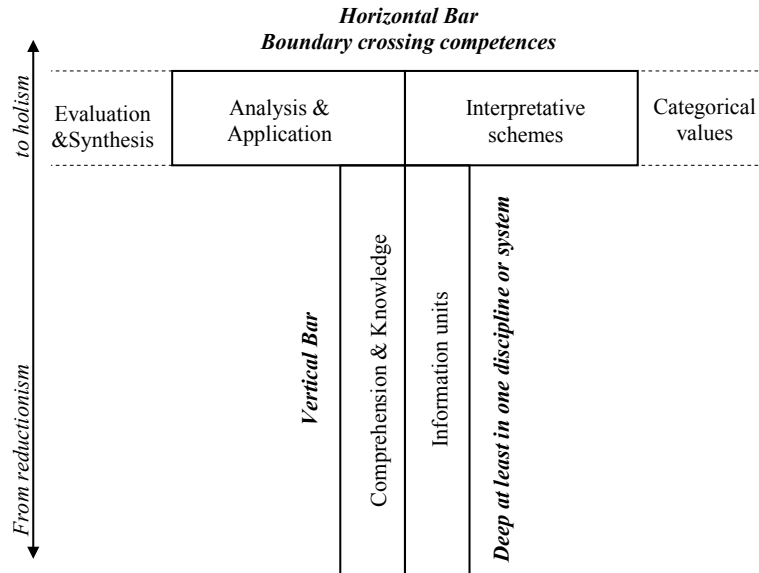 Horizontal Bar
Boundary crossing competences
to holism
Evaluation
&Synthesis
Analysis &
Application
Interpretative
schemes
Categorical
values
From reductionism
Vertical Bar
Comprehension & Knowledge
Information units
Deep at least in one discipline or system